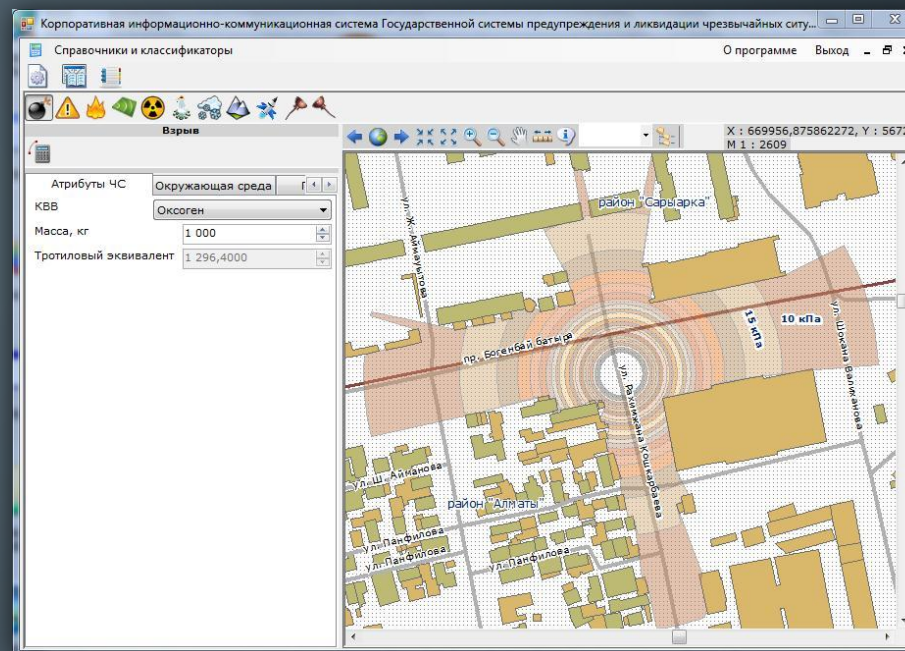 Корпоративная информационно-коммуникационная система Государственной системы предупреждения и ликвидации чрезвычайных ситу...
Справочники и классификаторы
О программе
Выход
Взрыв
X : 669956,875862272, Y : 5672
М 1 : 2609
Атрибуты ЧС
Окружающая среда
КВВ
Оксоген
Масса, кг
1 000
Тротиловый эквивалент
1 296,4000
район "Сарыарка"
ул. Ж. Аймауытова
пр. Богенбай батыра
15 кПа
10 кПа
ул. Шокана Валиханова
ул. Рахимжана Кошкарбаева
ул. Ш. Айманова
район "Алматы"
ул. Панфилова
ул. Панфилова
ул. Панфилова